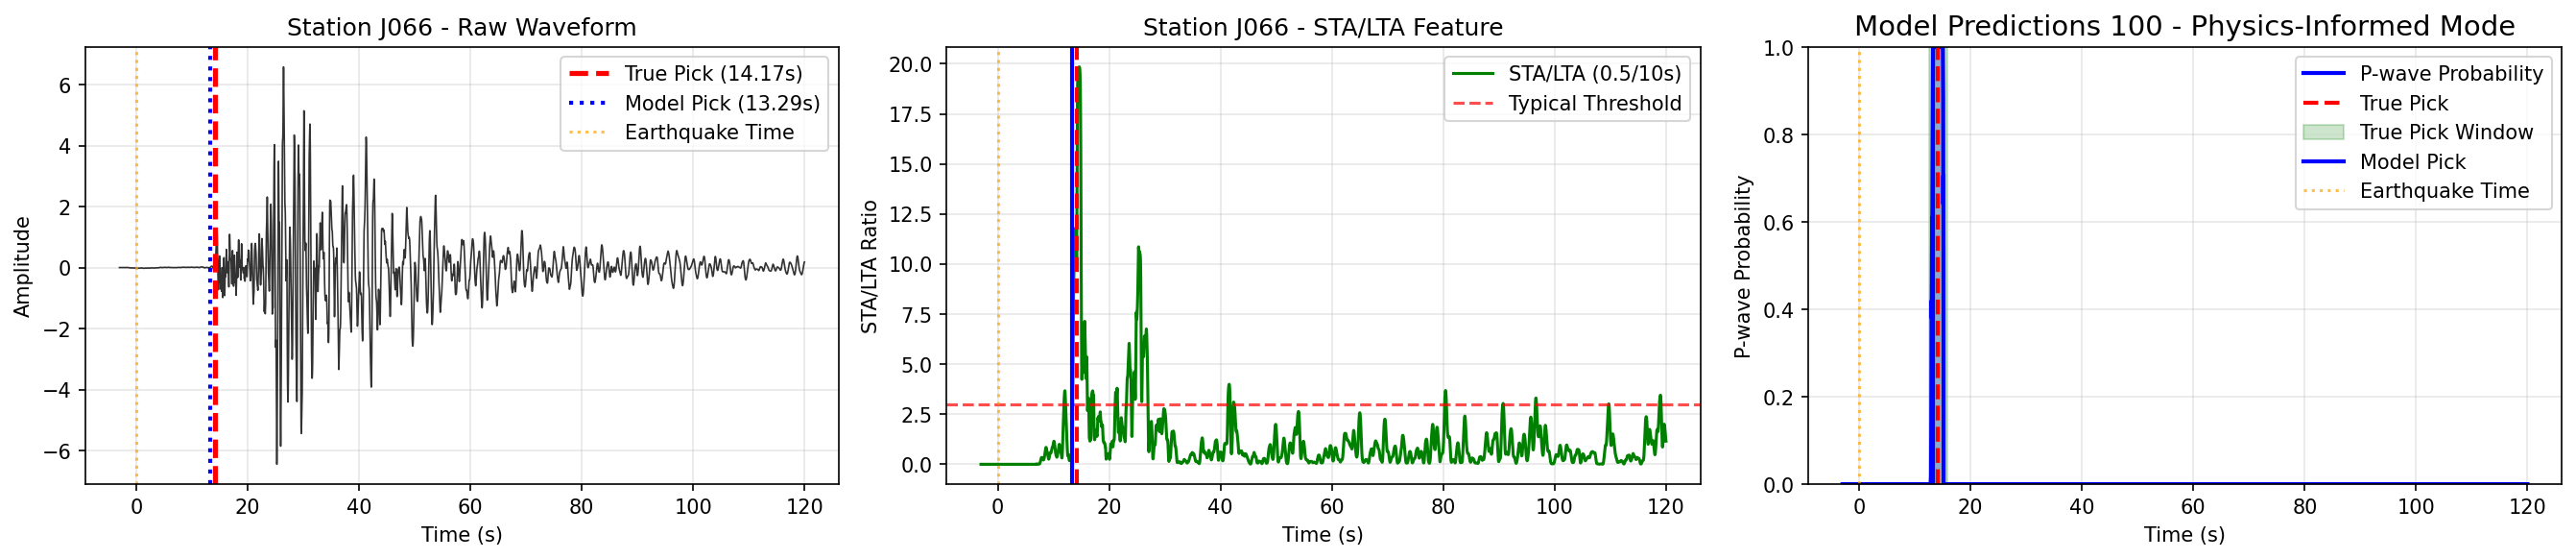 Station J066 - Raw Waveform
Amplitude
6
4
2
0
−2
−4
−6
0
20
40
60
80
100
120
Time (s)
True Pick (14.17s)
Model Pick (13.29s)
Earthquake Time
Station J066 - STA/LTA Feature
STA/LTA Ratio
20.0
17.5
15.0
12.5
10.0
7.5
5.0
2.5
0.0
0
20
40
60
80
100
120
Time (s)
STA/LTA (0.5/10s)
Typical Threshold
Model Predictions 100 - Physics-Informed Mode
P-wave Probability
1.0
0.8
0.6
0.4
0.2
0.0
0
20
40
60
80
100
120
Time (s)
P-wave Probability
True Pick
True Pick Window
Model Pick
Earthquake Time